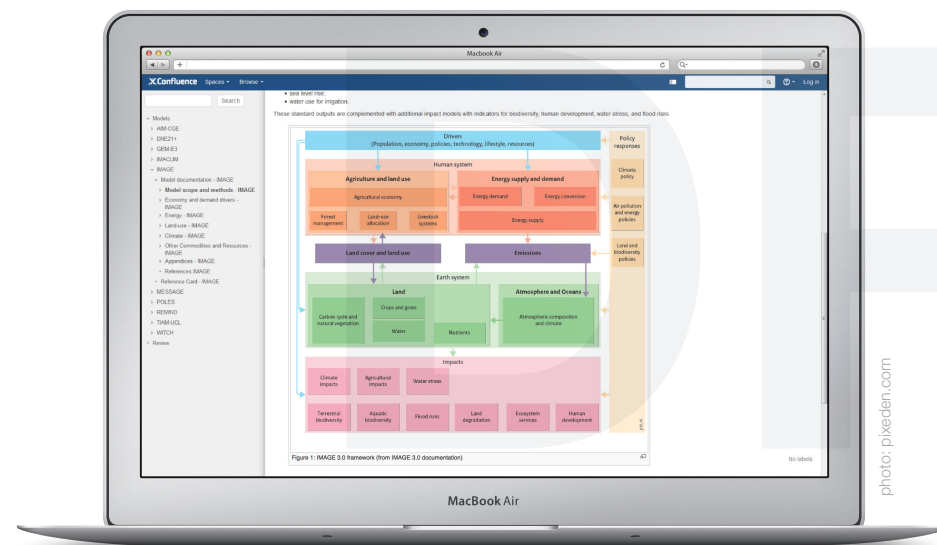 Macbook Air
Confluence Spaces Browse Log in
Search
Models
AIM-CGE
DNE21+
GEM-E3
IMACLIM
IMAGE
Model documentation - IMAGE
Model scope and methods - IMAGE
Economy and demand drivers -
IMAGE
Energy - IMAGE
Land-use - IMAGE
Climate - IMAGE
Other Commodities and Resources -
IMAGE
Appendices - IMAGE
References IMAGE
Reference Card - IMAGE
MESSAGE
POLES
REMIND
TIAM-UCL
WITCH
Review
• sea level rise;
• water use for irrigation.
These standard outputs are complemented with additional impact models with indicators for biodiversity, human development, water stress, and flood risks.
Drivers
(Population, economy, policies, technology, lifestyle, resources)
Policy
responses
Human system
Agriculture and land use
Agricultural economy
Forest
management
Land-use
allocation
Livestock
systems
Energy supply and demand
Energy demand
Energy conversion
Energy supply
Climate
policy
Air pollution
and energy
policies
Land and
biodiversity
policies
Land cover and land use
Emissions
Earth system
Land
Carbon cycle and
natural vegetation
Crops and grass
Water
Nutrients
Atmosphere and Oceans
Atmospheric composition
and climate
Impacts
Climate
impacts
Agricultural
impacts
Water stress
Terrestrial
biodiversity
Aquatic
biodiversity
Flood risks
Land
degradation
Ecosystem
services
Human
development
pbl.nl
Figure 1: IMAGE 3.0 framework (from IMAGE 3.0 documentation)
No labels
MacBook Air
photo: pixeden.com